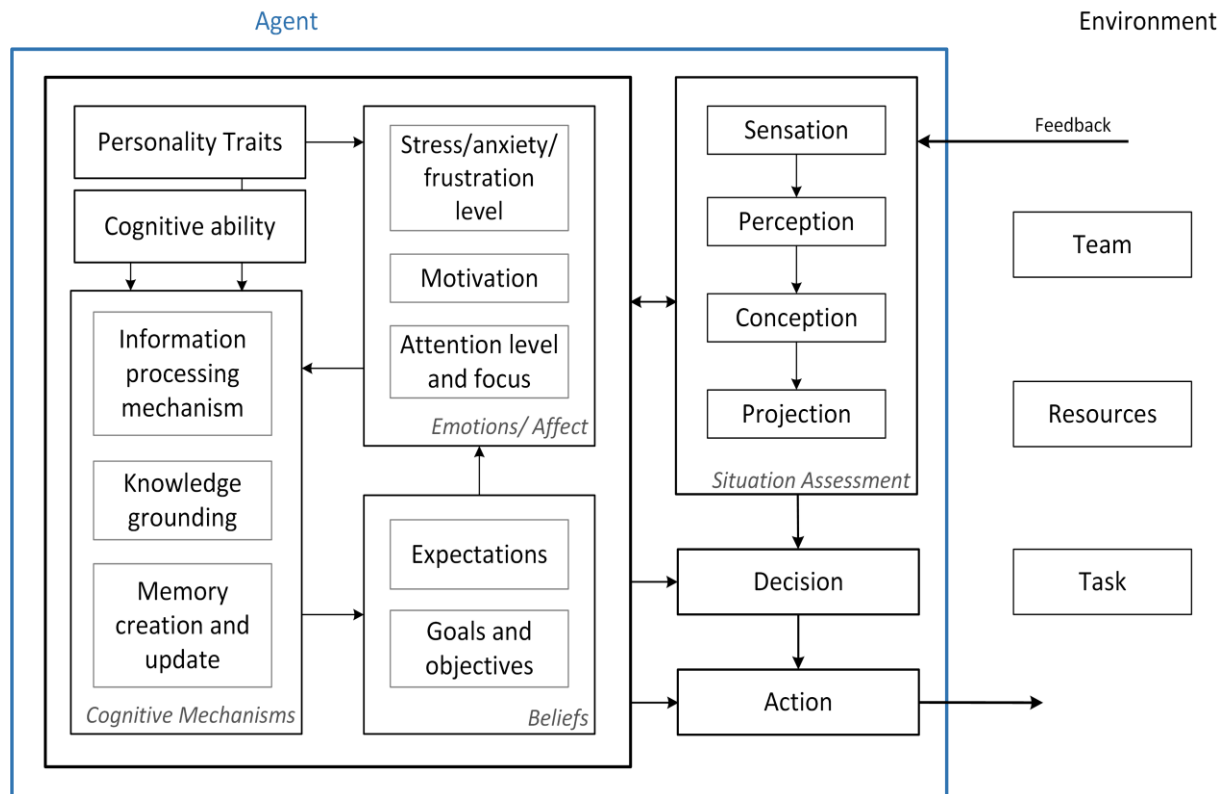 Agent
Environment
Personality Traits
Cognitive ability
Information
processing
mechanism
Knowledge
grounding
Memory
creation and
update
Cognitive Mechanisms
Stress/anxiety/
frustration
level
Motivation
Attention level
and focus
Emotions/ Affect
Expectations
Goals and
objectives
Beliefs
Sensation
Perception
Conception
Projection
Situation Assessment
Decision
Action
Feedback
Team
Resources
Task